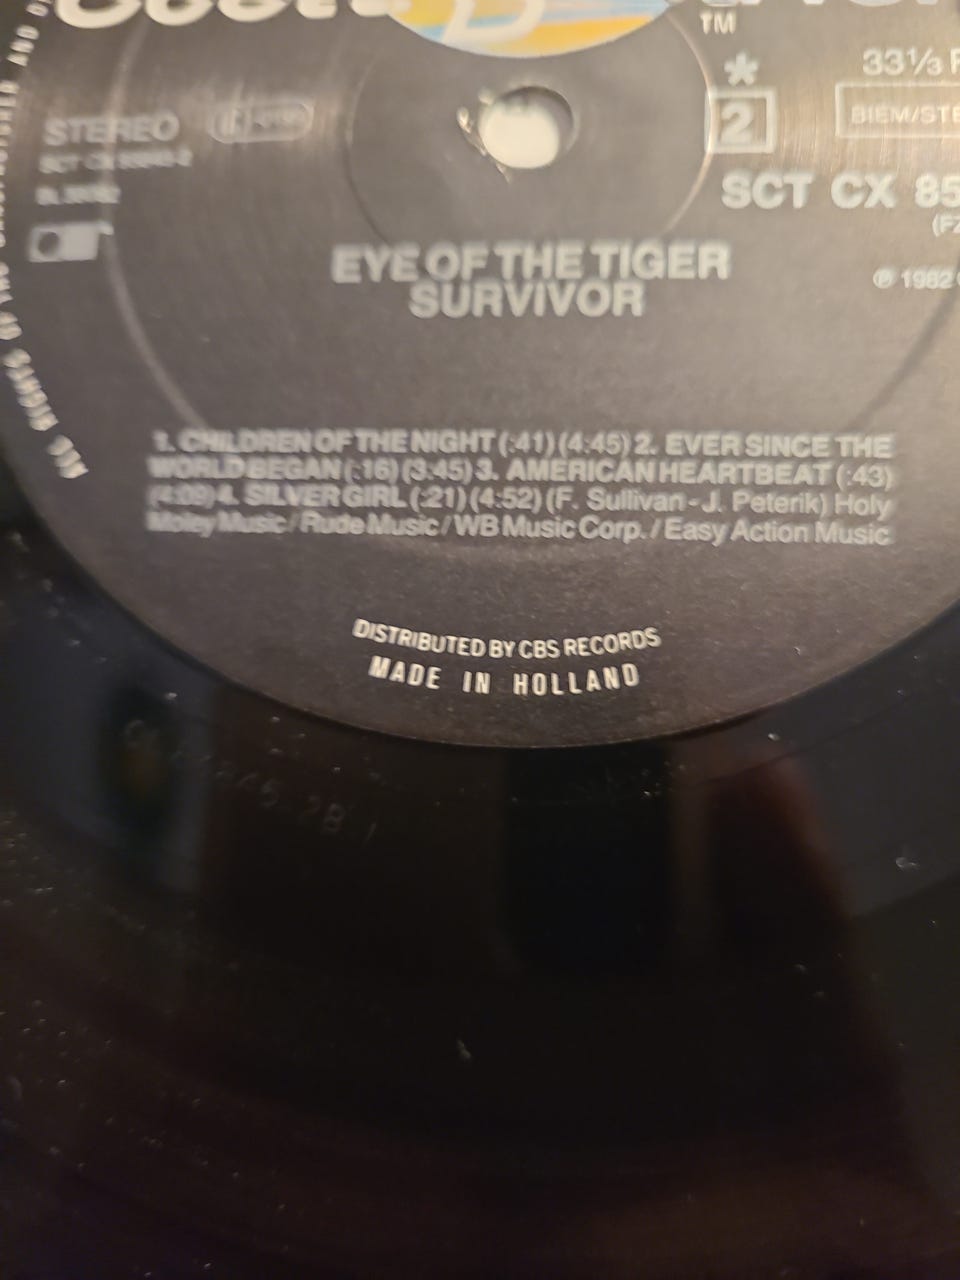 TM
*
33⅓
STEREO
2
BIEM/STE
SCT CX 85
℗ 1982
EYE OF THE TIGER
SURVIVOR
1. CHILDREN OF THE NIGHT (:41) (4:45) 2. EVER SINCE THE
WORLD BEGAN (:16) (3:45) 3. AMERICAN HEARTBEAT (:43)
(4:09) 4. SILVER GIRL (:21) (4:52) (F. Sullivan - J. Peterik) Holy
Moley Music / Rude Music / WB Music Corp. / Easy Action Music
DISTRIBUTED BY CBS RECORDS
MADE IN HOLLAND